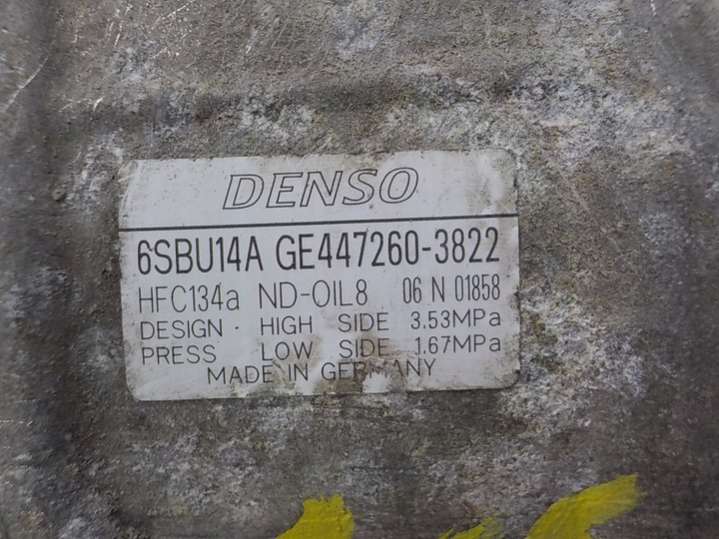 DENSO
6SBU14A GE447260-3822
HFC134a ND-OIL8 06 N 01858
DESIGN · HIGH SIDE 3.53MPa
PRESS LOW SIDE 1.67MPa
MADE IN GERMANY